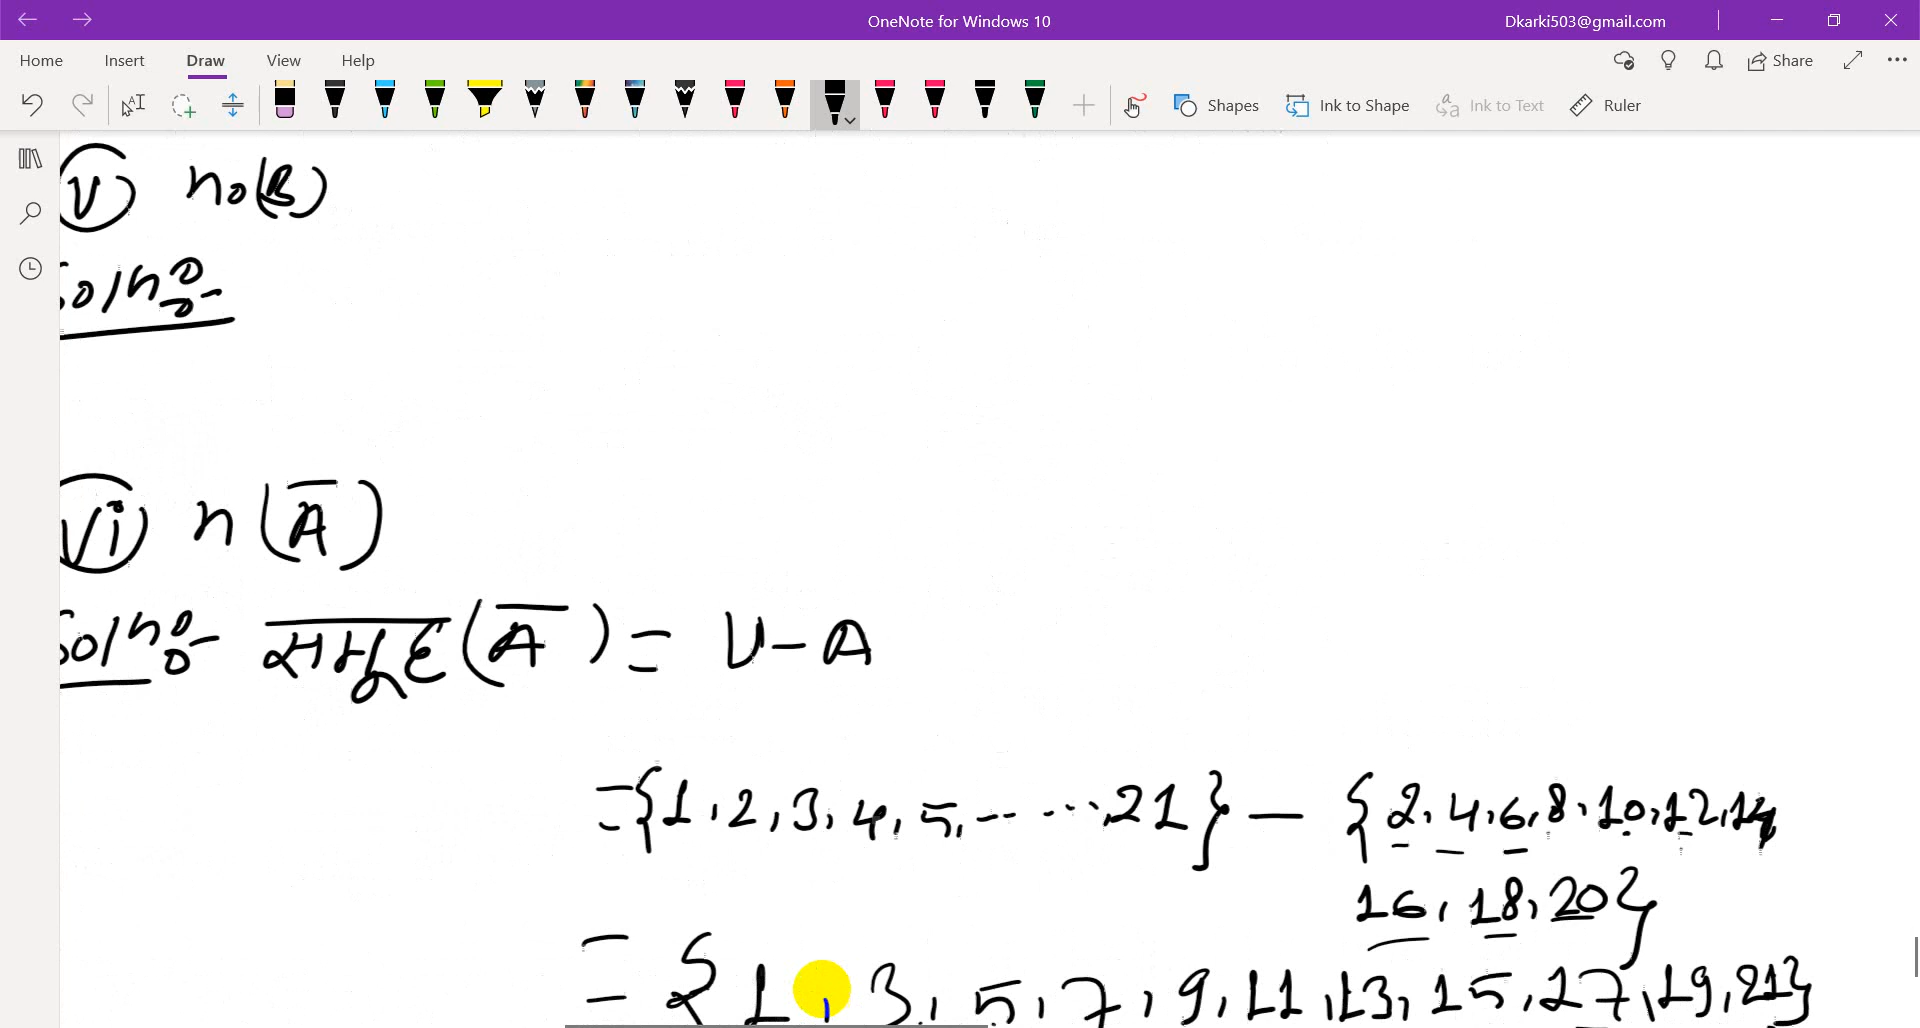 OneNote for Windows 10
Dkarki503@gmail.com
Home Insert Draw View Help
Share
Shapes Ink to Shape Ink to Text Ruler
(V) no(B)
Soln:-
(Vi) n(A̅)
Soln:- समूह (A̅) = U - A
= {1, 2, 3, 4, 5, ......, 21} - {2, 4, 6, 8, 10, 12, 14
16, 18, 20}
= {1, 3, 5, 7, 9, 11, 13, 15, 17, 19, 21}